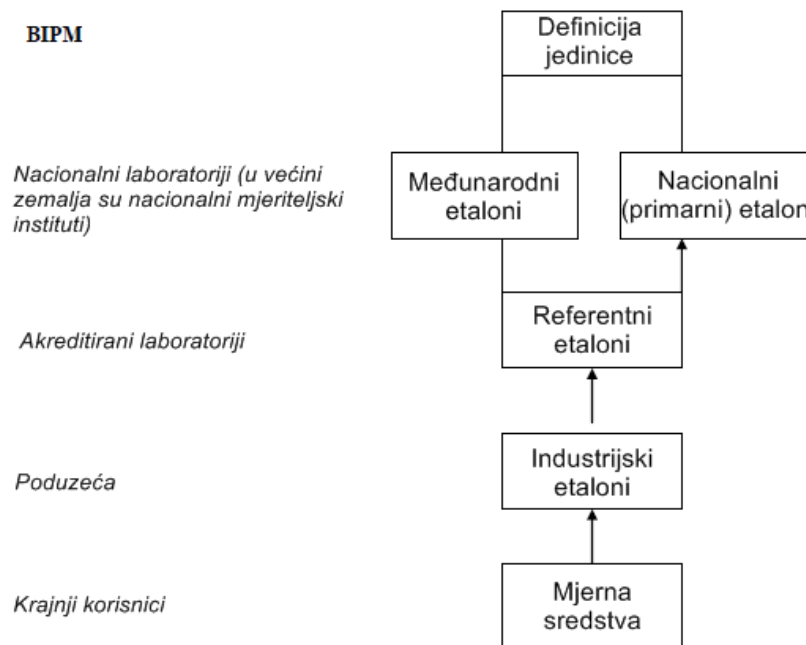 BIPM
Definicija
jedinice
Nacionalni laboratoriji (u većini
zemalja su nacionalni mjeriteljski
instituti)
Međunarodni
etaloni
Nacionalni
(primarni) etalon
Akreditirani laboratoriji
Referentni
etaloni
Poduzeća
Industrijski
etaloni
Krajnji korisnici
Mjerna
sredstva